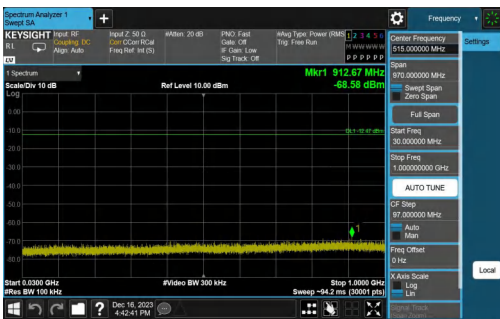 Spectrum Analyzer 1
Swept SA
Frequency
KEYSIGHT
Input: RF
Coupling: DC
Align: Auto
Input Z: 50 Ω
Corr CCorr RCal
Freq Ref: Int (S)
#Atten: 20 dB
PNO: Fast
Gate: Off
IF Gain: Low
Sig Track: Off
#Avg Type: Power (RMS
Trig: Free Run
1 2 3 4 5 6
M W W W W W
P P P P P P
RL
LV
1 Spectrum
Scale/Div 10 dB
Log
Ref Level 10.00 dBm
Mkr1 912.67 MHz
-68.58 dBm
0.00
-10.0
-20.0
-30.0
-40.0
-50.0
-60.0
-70.0
-80.0
1
Start 0.0300 GHz
#Res BW 100 kHz
#Video BW 300 kHz
Stop 1.0000 GHz
Sweep ~94.2 ms (30001 pts)
?
Dec 16, 2023
4:42:41 PM
Center Frequency
515.000000 MHz
Settings
Span
970.000000 MHz
Swept Span
Zero Span
Full Span
Start Freq
30.000000 MHz
Stop Freq
1.000000000 GHz
AUTO TUNE
CF Step
97.000000 MHz
Auto
Man
Freq Offset
0 Hz
X Axis Scale
Log
Lin
Local
Signal Track